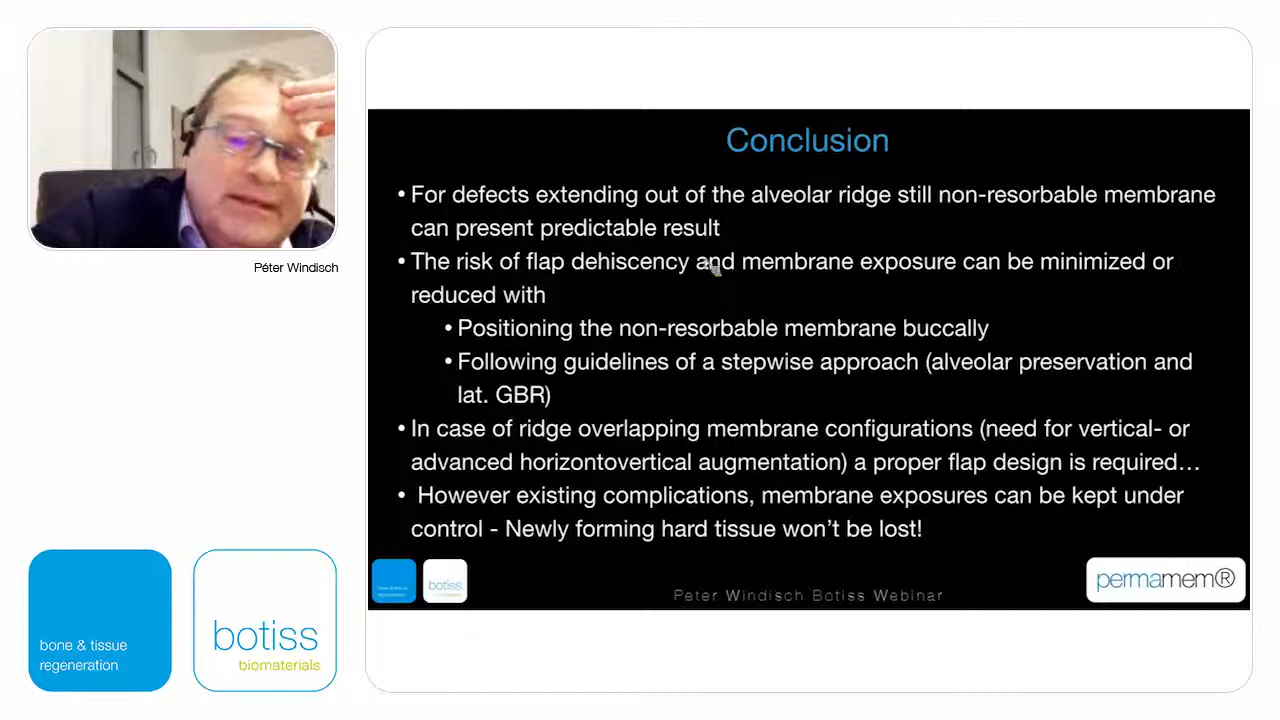 Péter Windisch
bone & tissue
regeneration
botiss
biomaterials
Conclusion
• For defects extending out of the alveolar ridge still non-resorbable membrane
can present predictable result
• The risk of flap dehiscency and membrane exposure can be minimized or
reduced with
• Positioning the non-resorbable membrane buccally
• Following guidelines of a stepwise approach (alveolar preservation and
lat. GBR)
• In case of ridge overlapping membrane configurations (need for vertical- or
advanced horizontovertical augmentation) a proper flap design is required…
• However existing complications, membrane exposures can be kept under
control - Newly forming hard tissue won't be lost!
botiss
Peter Windisch Botiss Webinar
permamem®